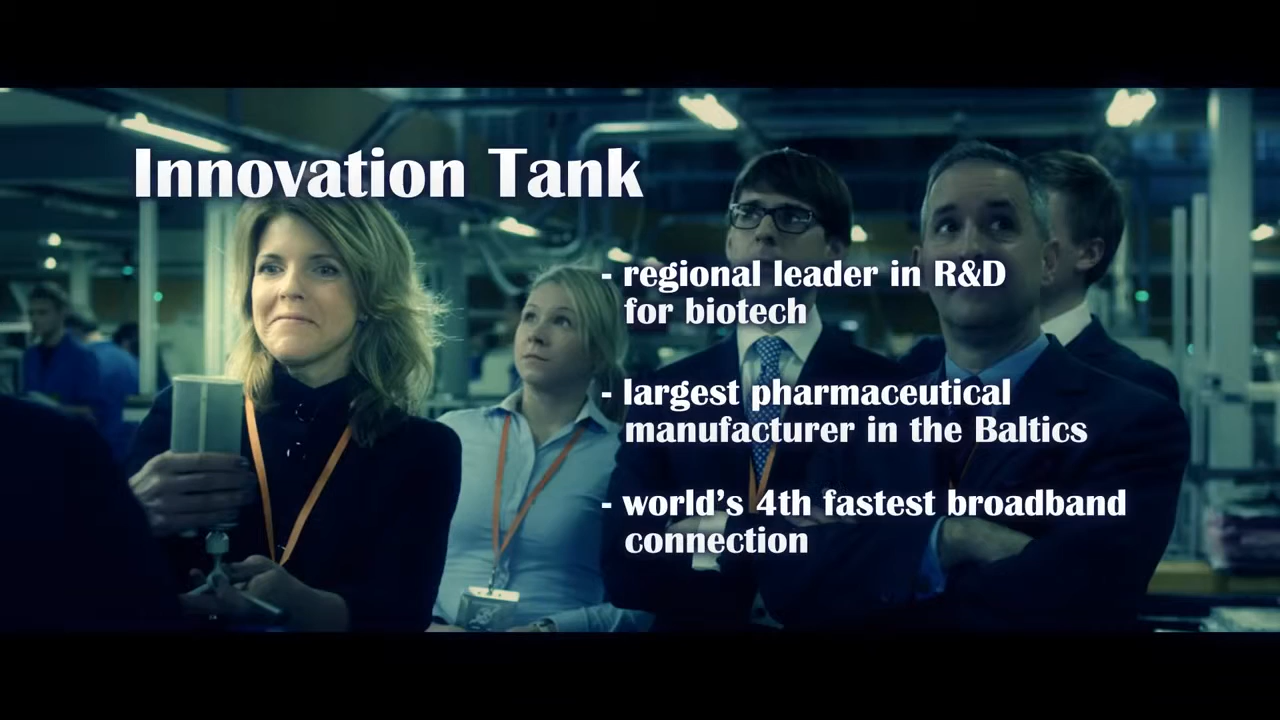 Innovation Tank
- regional leader in R&D
for biotech
- largest pharmaceutical
manufacturer in the Baltics
- world's 4th fastest broadband
connection